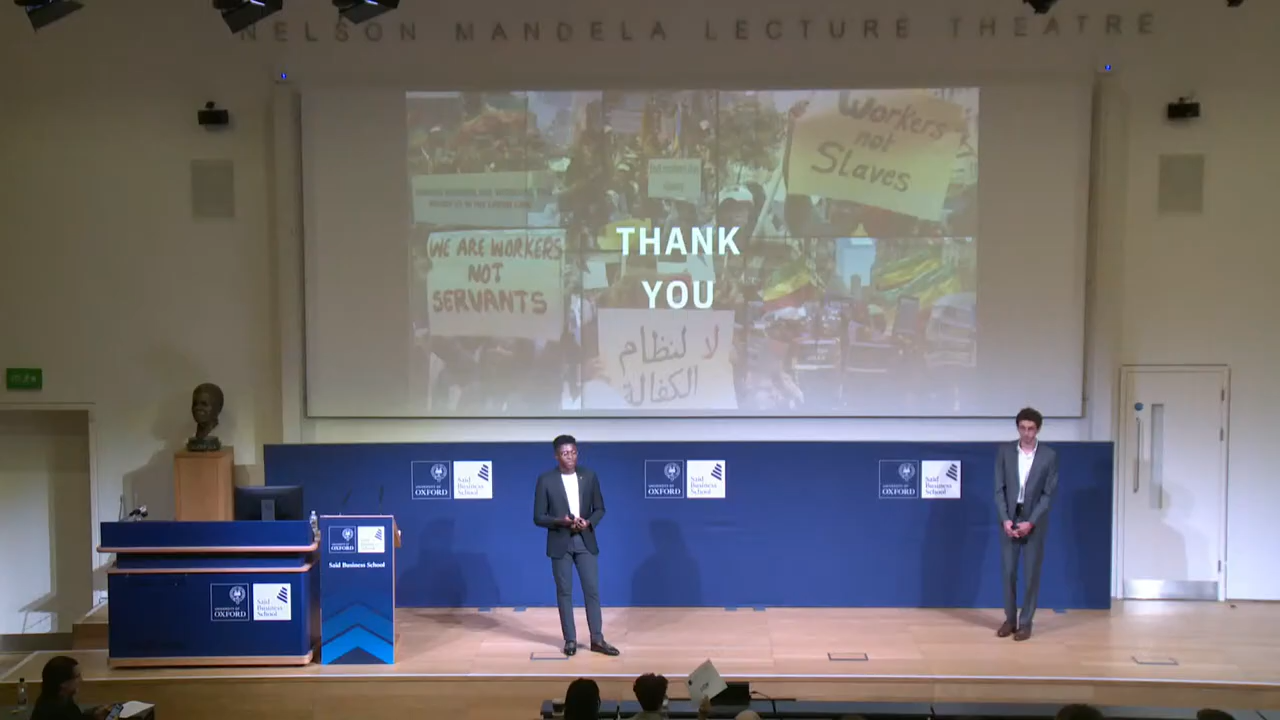 NELSON MANDELA LECTURE THEATRE
Workers
not
Slaves
WE ARE WORKERS
NOT
SERVANTS
THANK
YOU
لا لنظام
الكفالة
UNIVERSITY OF
OXFORD
Saïd
Business
School
UNIVERSITY OF
OXFORD
Saïd
Business
School
UNIVERSITY OF
OXFORD
Saïd
Business
School
UNIVERSITY OF
OXFORD
Saïd
Business
School
Saïd Business School
UNIVERSITY OF
OXFORD
Saïd
Business
School